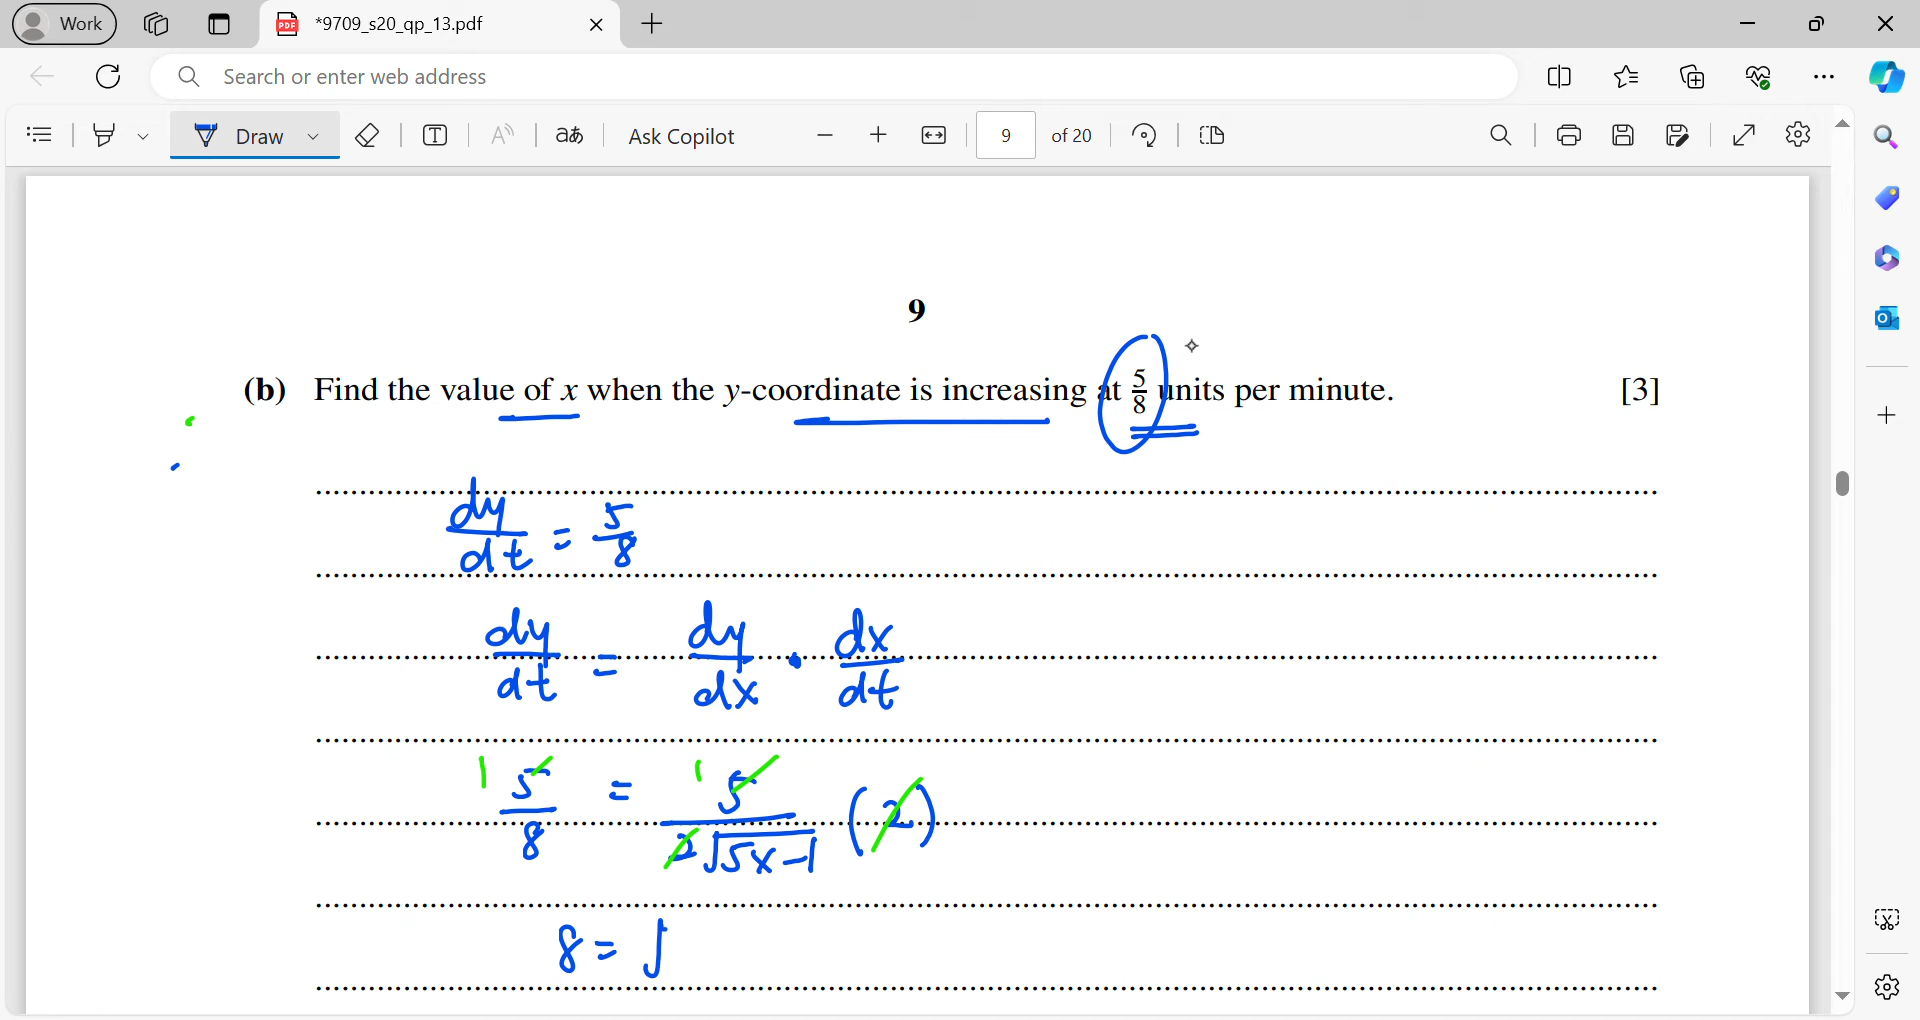 Work
*9709_s20_qp_13.pdf
Search or enter web address
Draw
T
A
aあ
Ask Copilot
9 of 20
9
(b) Find the value of x when the y-coordinate is increasing at 5/8 units per minute. [3]
dy/dt = 5/8
dy/dt = dy/dx · dx/dt
1 5/8 = 1 5/2√5x-1 (2)
8 = √